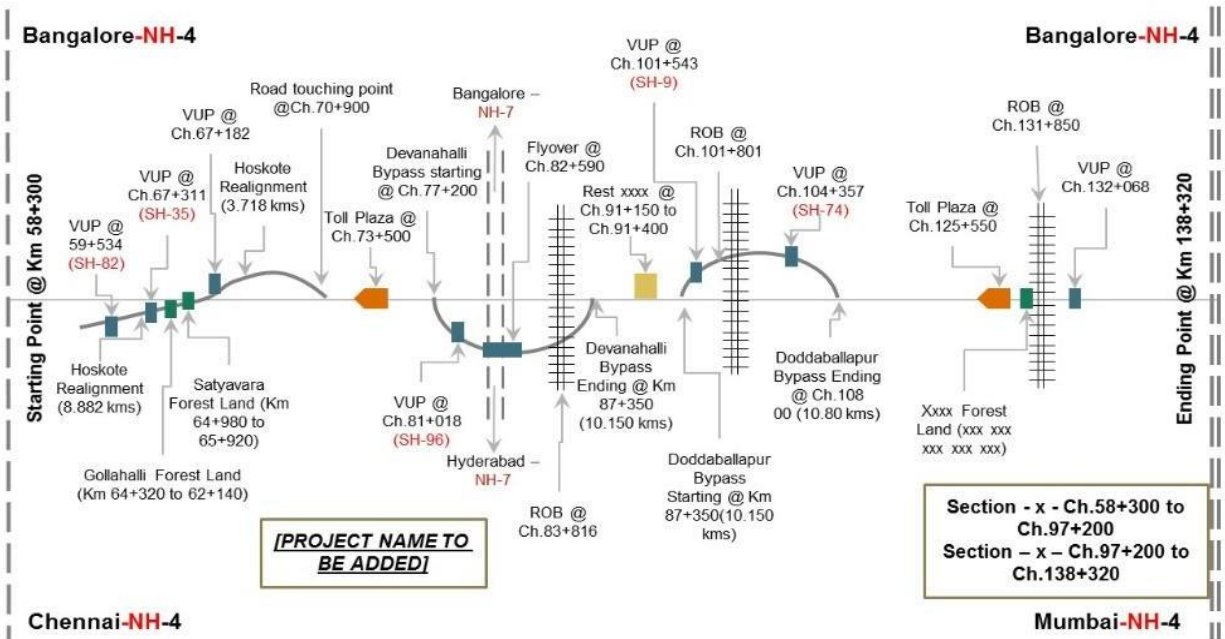 Bangalore-NH-4
Bangalore-NH-4
Starting Point @ Km 58+300
VUP @
59+534
(SH-82)
VUP @
Ch.67+311
(SH-35)
VUP @
Ch.67+182
Hoskote
Realignment
(3.718 kms)
Road touching point
@Ch.70+900
Toll Plaza @
Ch.73+500
Devanahalli
Bypass starting
@ Ch.77+200
Bangalore –
NH-7
Flyover @
Ch.82+590
Rest xxxx @
Ch.91+150 to
Ch.91+400
VUP @
Ch.101+543
(SH-9)
ROB @
Ch.101+801
VUP @
Ch.104+357
(SH-74)
Toll Plaza @
Ch.125+550
ROB @
Ch.131+850
VUP @
Ch.132+068
Ending Point @ Km 138+320
Hoskote
Realignment
(8.882 kms)
Gollahalli Forest Land
(Km 64+320 to 62+140)
Satyavara
Forest Land (Km
64+980 to
65+920)
VUP @
Ch.81+018
(SH-96)
Hyderabad –
NH-7
ROB @
Ch.83+816
Devanahalli
Bypass
Ending @ Km
87+350
(10.150 kms)
Doddaballapur
Bypass
Starting @ Km
87+350(10.150
kms)
Doddaballapur
Bypass Ending
@ Ch.108
00 (10.80 kms)
Xxxx Forest
Land (xxx xxx
xxx xxx xxx)
[PROJECT NAME TO
BE ADDED]
Section - x - Ch.58+300 to
Ch.97+200
Section – x – Ch.97+200 to
Ch.138+320
Chennai-NH-4
Mumbai-NH-4